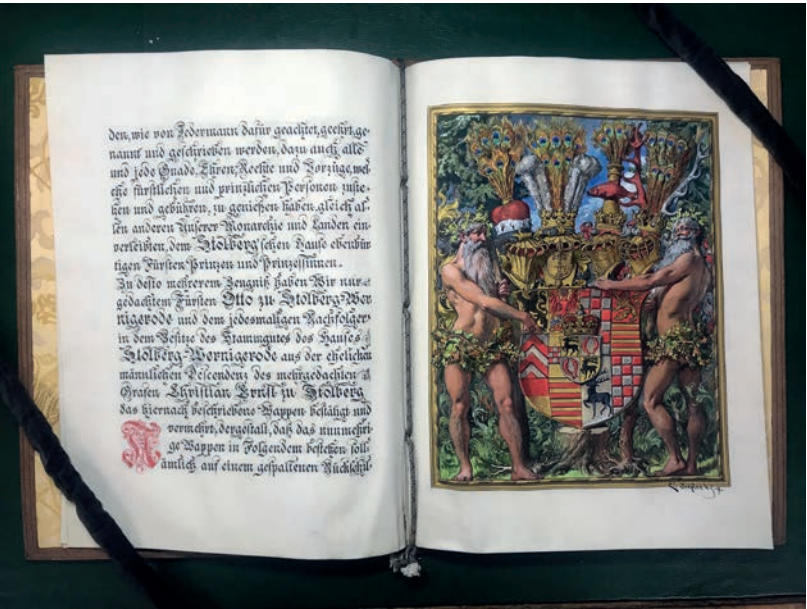 den, wie von Jedermann dafür geachtet, geehrt, ge-
nannt und geschrieben werden, dazu auch alle
und jede Gnade, Ehren, Rechte und Vorzüge, wel-
che fürstlichen und prinzlichen Personen zuste-
hen und gebühren, zu genießen haben, gleich al-
len anderen Unserer Monarchie und Landen ein-
verleibten, dem Stolbergschen Hause ebenbür-
tigen Fürsten Prinzen und Prinzessinnen.
Zu desto mehrerem Zeugniß haben Wir nur-
gedachtem Fürsten Otto zu Stolberg-Wer-
nigerode und dem jedesmaligen Nachfolger
in dem Besitze des Stammgutes des Hauses
Stolberg-Wernigerode aus der ehelichen
männlichen Descendenz des mehrgedachten
Grafen Christian Ernst zu Stolberg
das hiernach beschriebene Wappen bestätigt und
vermehrt, dergestalt, daß das nunmehri-
ge Wappen in Folgendem bestehen soll:
Nämlich auf einem gespaltenen Rückschil-